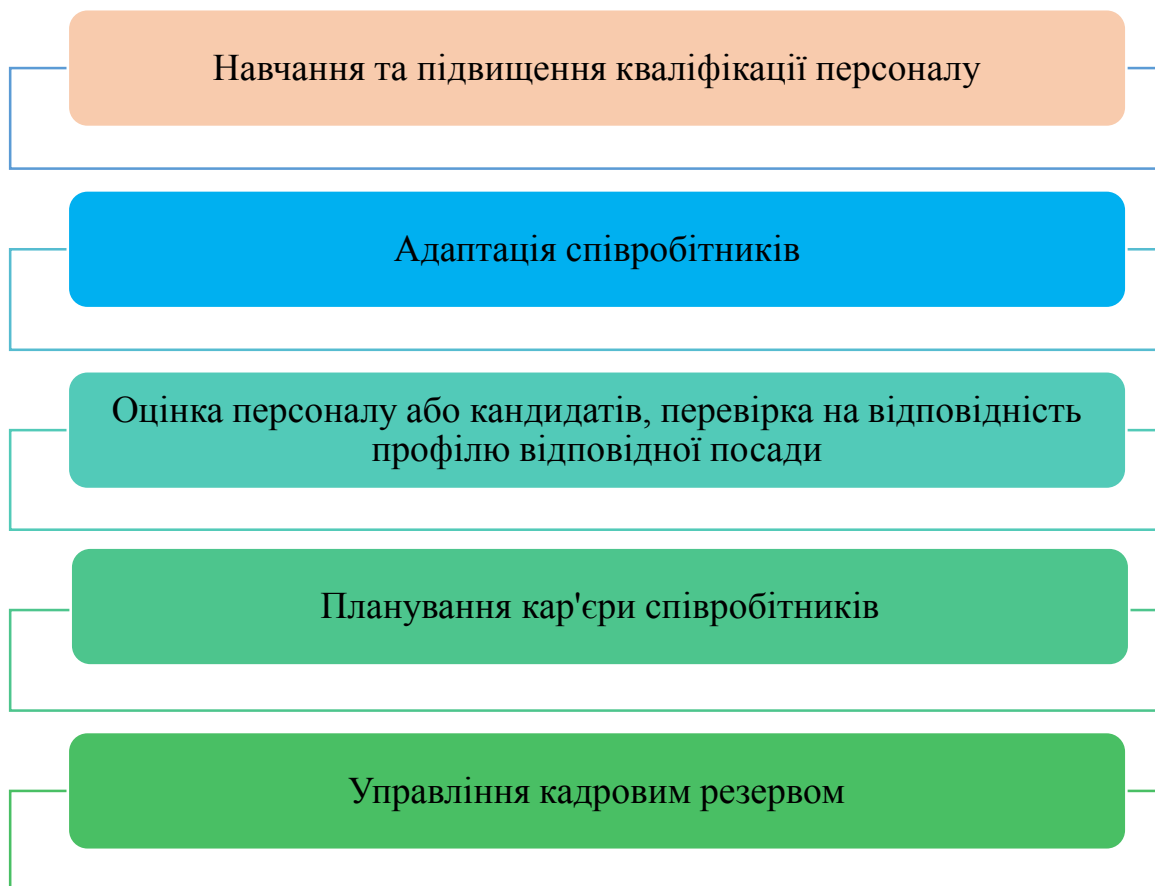 Навчання та підвищення кваліфікації персоналу
Адаптація співробітників
Оцінка персоналу або кандидатів, перевірка на відповідність
профілю відповідної посади
Планування кар'єри співробітників
Управління кадровим резервом